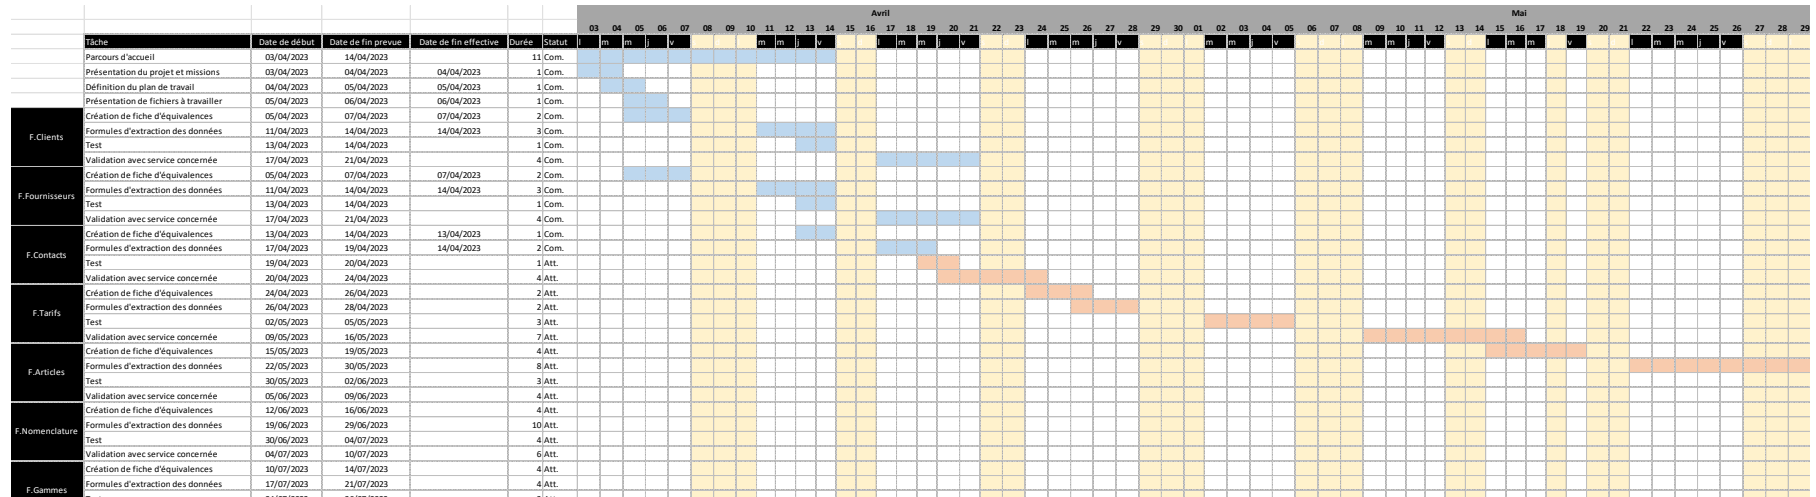 Avril Mai
03 04 05 06 07 08 09 10 11 12 13 14 15 16 17 18 19 20 21 22 23 24 25 26 27 28 29 30 01 02 03 04 05 06 07 08 09 10 11 12 13 14 15 16 17 18 19 20 21 22 23 24 25 26 27 28 29
Tâche Date de début Date de fin prevue Date de fin effective Durée Statut l m m j v m m j v l m m j v l m m j v m m j v m m j v l m m j v l m m j v
Parcours d'accueil 03/04/2023 14/04/2023 11 Com.
Présentation du projet et missions 03/04/2023 04/04/2023 04/04/2023 1 Com.
Définition du plan de travail 04/04/2023 05/04/2023 05/04/2023 1 Com.
Présentation de fichiers à travailler 05/04/2023 06/04/2023 06/04/2023 1 Com.
F.Clients
Création de fiche d'équivalences 05/04/2023 07/04/2023 07/04/2023 2 Com.
Formules d'extraction des données 11/04/2023 14/04/2023 14/04/2023 3 Com.
Test 13/04/2023 14/04/2023 1 Com.
Validation avec service concernée 17/04/2023 21/04/2023 4 Com.
F.Fournisseurs
Création de fiche d'équivalences 05/04/2023 07/04/2023 07/04/2023 2 Com.
Formules d'extraction des données 11/04/2023 14/04/2023 14/04/2023 3 Com.
Test 13/04/2023 14/04/2023 1 Com.
Validation avec service concernée 17/04/2023 21/04/2023 4 Com.
F.Contacts
Création de fiche d'équivalences 13/04/2023 14/04/2023 13/04/2023 1 Com.
Formules d'extraction des données 17/04/2023 19/04/2023 14/04/2023 2 Com.
Test 19/04/2023 20/04/2023 1 Att.
Validation avec service concernée 20/04/2023 24/04/2023 4 Att.
F.Tarifs
Création de fiche d'équivalences 24/04/2023 26/04/2023 2 Att.
Formules d'extraction des données 26/04/2023 28/04/2023 2 Att.
Test 02/05/2023 05/05/2023 3 Att.
Validation avec service concernée 09/05/2023 16/05/2023 7 Att.
F.Articles
Création de fiche d'équivalences 15/05/2023 19/05/2023 4 Att.
Formules d'extraction des données 22/05/2023 30/05/2023 8 Att.
Test 30/05/2023 02/06/2023 3 Att.
Validation avec service concernée 05/06/2023 09/06/2023 4 Att.
F.Nomenclature
Création de fiche d'équivalences 12/06/2023 16/06/2023 4 Att.
Formules d'extraction des données 19/06/2023 29/06/2023 10 Att.
Test 30/06/2023 04/07/2023 4 Att.
Validation avec service concernée 04/07/2023 10/07/2023 6 Att.
F.Gammes
Création de fiche d'équivalences 10/07/2023 14/07/2023 4 Att.
Formules d'extraction des données 17/07/2023 21/07/2023 4 Att.